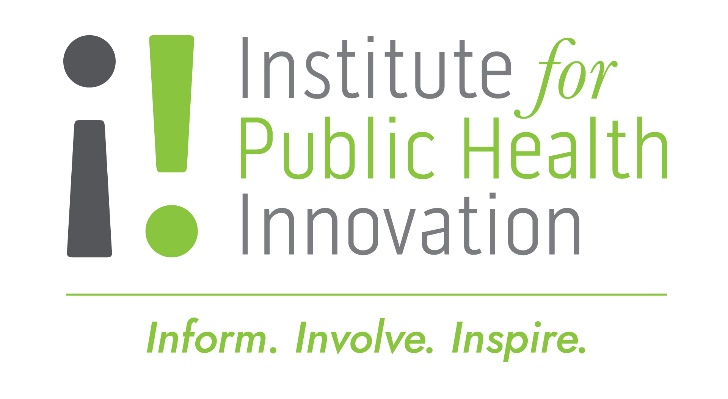 i!
Institute for
Public Health
Innovation
Inform. Involve. Inspire.